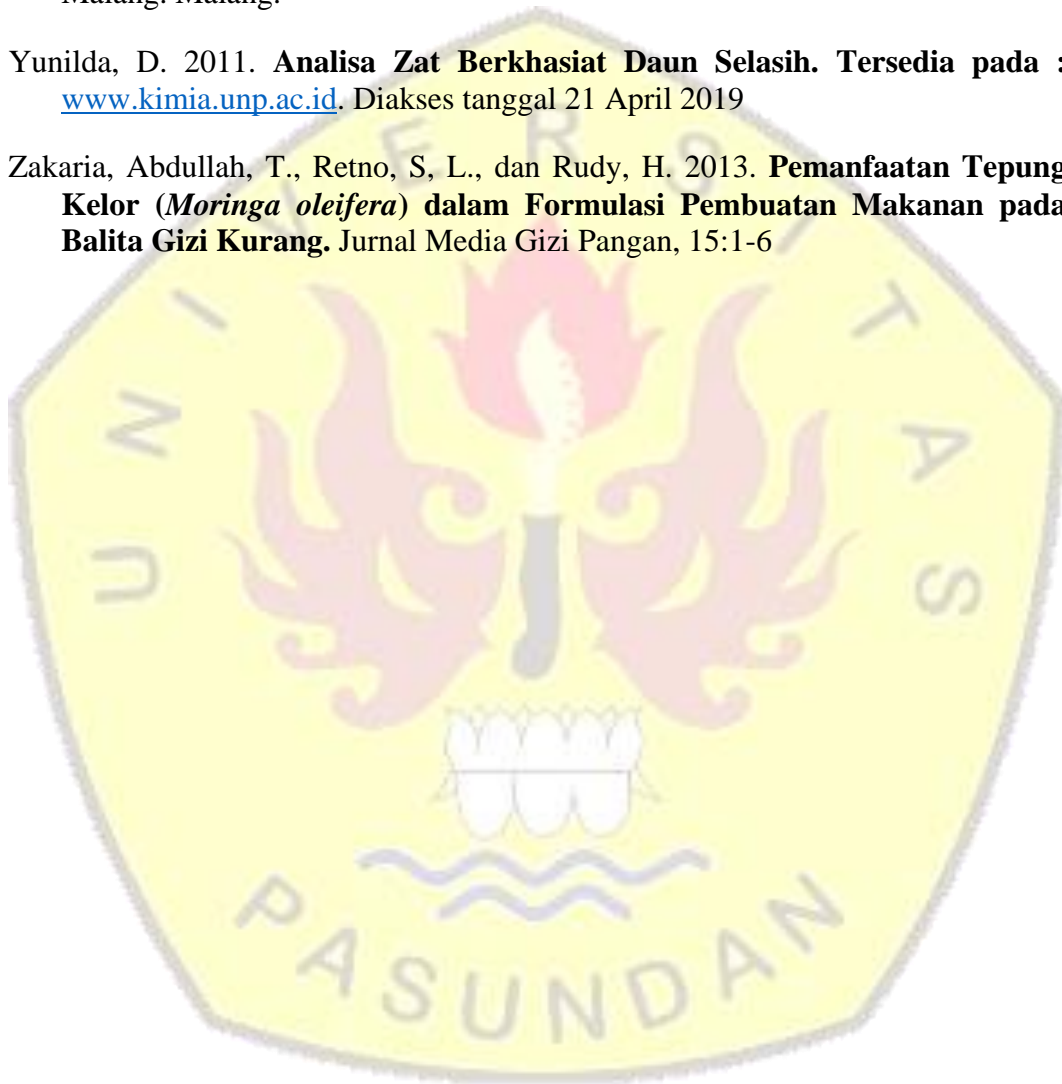 Malang. Malang.
Yunilda, D. 2011. Analisa Zat Berkhasiat Daun Selasih. Tersedia pada :
www.kimia.unp.ac.id. Diakses tanggal 21 April 2019
Zakaria, Abdullah, T., Retno, S, L., dan Rudy, H. 2013. Pemanfaatan Tepung
Kelor (Moringa oleifera) dalam Formulasi Pembuatan Makanan pada
Balita Gizi Kurang. Jurnal Media Gizi Pangan, 15:1-6
UNIVERSITAS
PASUNDAN